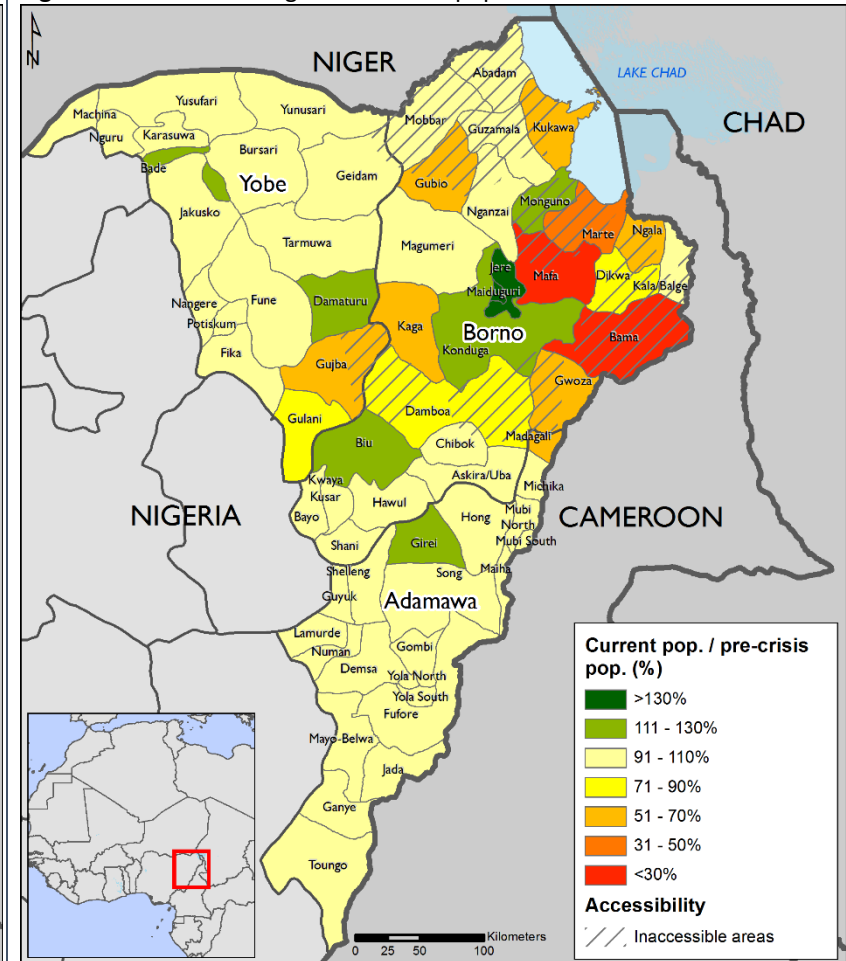 N
NIGER
LAKE CHAD
CHAD
Abadam
Yusufari
Machina
Yunusari
Mobbar
Kukawa
Guzamala
Nguru
Karasuwa
Bursari
Bade
Geidam
Yobe
Gubio
Monguno
Nganzai
Jakusko
Marte
Ngala
Tarmuwa
Magumeri
Jere
Mafa
Dikwa
Kala Balge
Maiduguri
Nangere
Fune
Damaturu
Potiskum
Kaga
Borno
Bama
Fika
Konduga
Gujba
Gwoza
Gulani
Damboa
Madagali
Biu
Chibok
Askira/Uba
Kwaya
Kusar
Michika
Hawul
Bayo
Mubi
North
Hong
NIGERIA
CAMEROON
Shani
Girei
Mubi South
Maiha
Shelleng
Song
Guyuk
Adamawa
Lamurde
Gombi
Numan
Demsa
Yola North
Yola South
Fufore
Mayo-Belwa
Jada
Ganye
Toungo
Current pop. / pre-crisis
pop. (%)
>130%
111 - 130%
91 - 110%
71 - 90%
51 - 70%
31 - 50%
<30%
Accessibility
Inaccessible areas
Kilometers
0 25 50 100